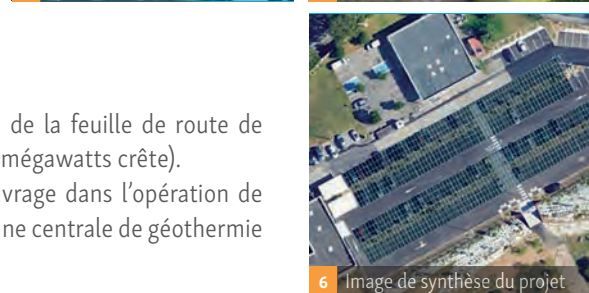 de la feuille de route de
mégawatts crête).
vrage dans l'opération de
ne centrale de géothermie
6 Image de synthèse du projet